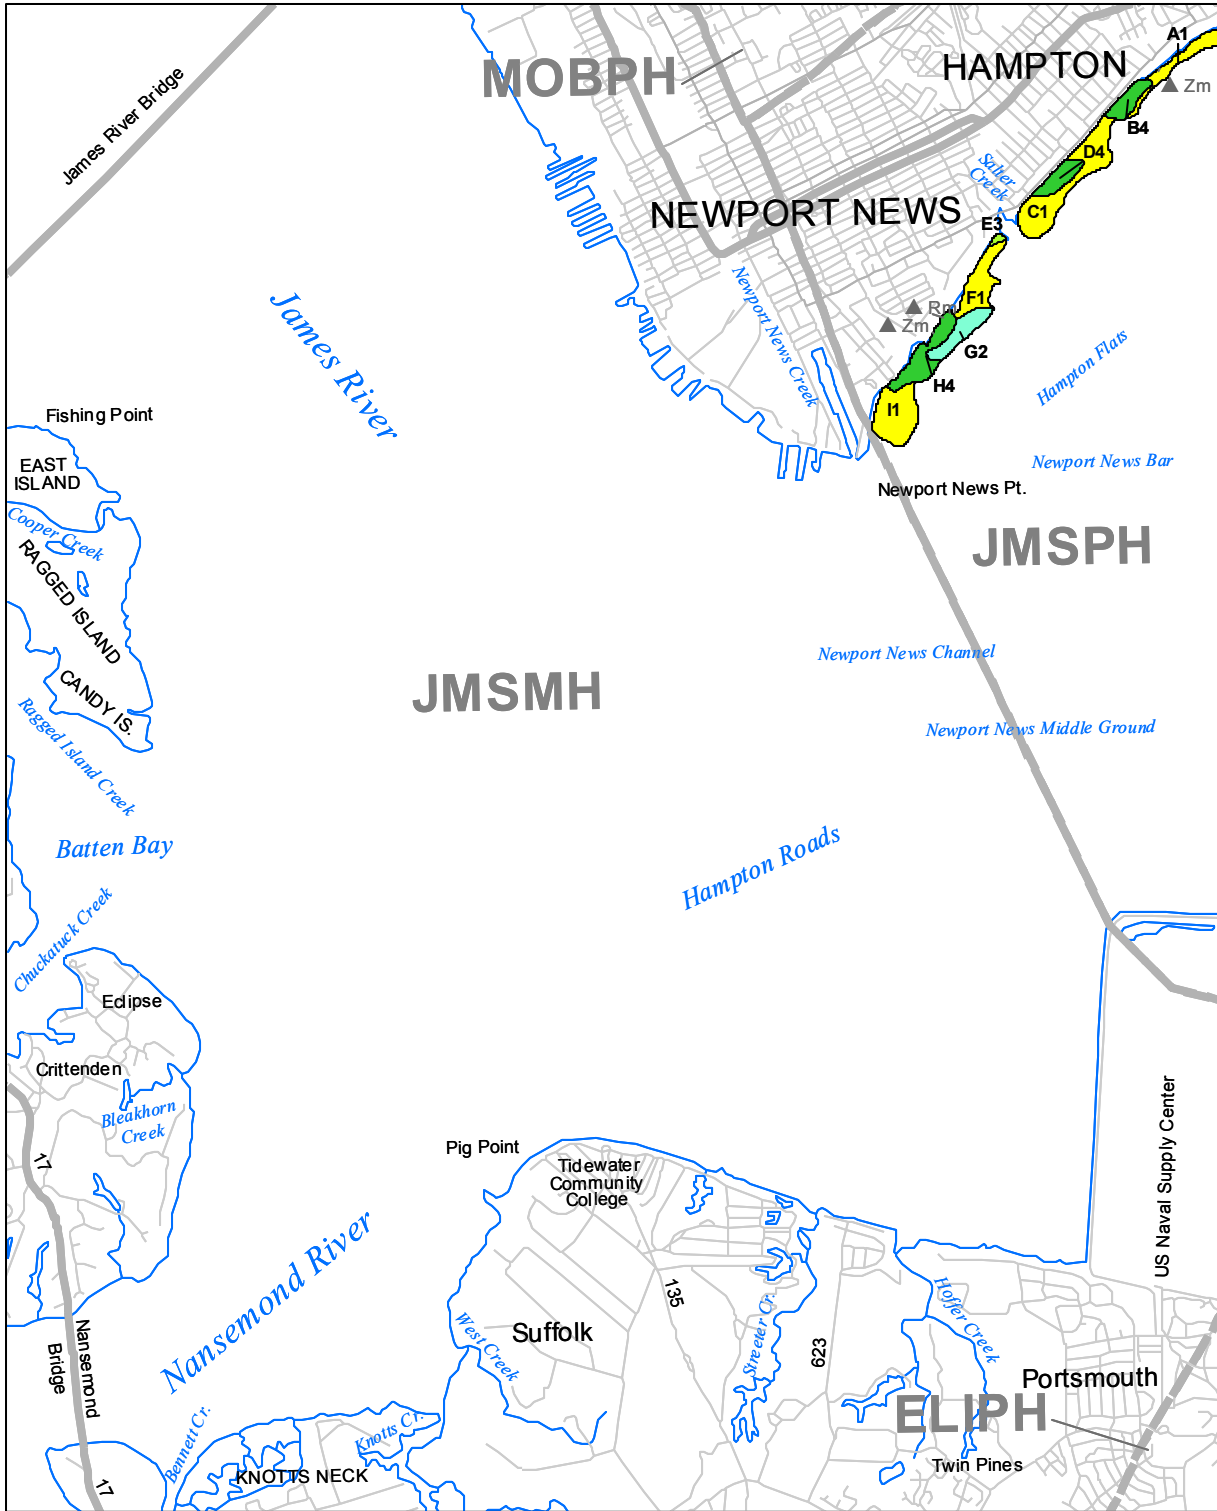 A1
HAMPTON
MOBPH
James River Bridge
Zm
B4
D4
Salter
Creek
NEWPORT NEWS
C1
E3
Newport News Creek
James River
F1
Rm
Zm
G2
Hampton Flats
H4
I1
Fishing Point
EAST
ISLAND
Newport News Bar
Newport News Pt.
Cooper Creek
JMSPH
RAGGED ISLAND
Newport News Channel
CANDY IS.
JMSMH
Ragged Island Creek
Newport News Middle Ground
Batten Bay
Hampton Roads
Chuckatuck Creek
Eclipse
Crittenden
Bleakhorn
Creek
US Naval Supply Center
Pig Point
Tidewater
Community
College
17
Nansemond River
135
Hoffer Creek
Streeter Cr.
West Creek
Suffolk
623
Nansemond
Bridge
Portsmouth
ELIPH
Bennett Cr.
Knotts Cr.
Twin Pines
KNOTTS NECK
17